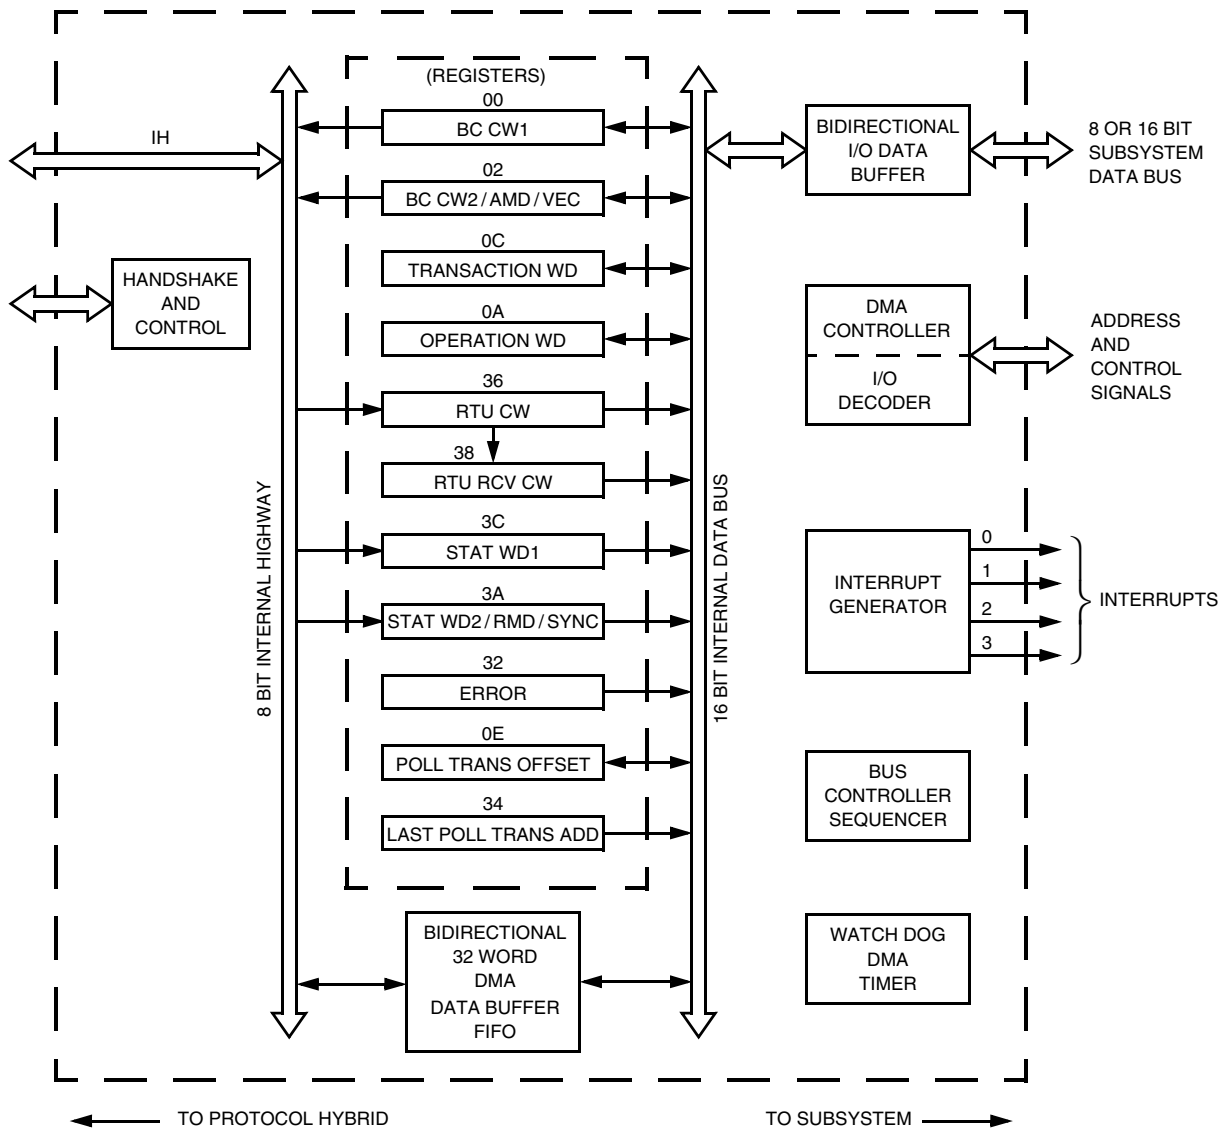 (REGISTERS)
00
BC CW1
02
BC CW2 / AMD / VEC
0C
TRANSACTION WD
0A
OPERATION WD
36
RTU CW
38
RTU RCV CW
3C
STAT WD1
3A
STAT WD2 / RMD / SYNC
32
ERROR
0E
POLL TRANS OFFSET
34
LAST POLL TRANS ADD
BIDIRECTIONAL
32 WORD
DMA
DATA BUFFER
FIFO
IH
HANDSHAKE
AND
CONTROL
8 BIT INTERNAL HIGHWAY
16 BIT INTERNAL DATA BUS
BIDIRECTIONAL
I/O DATA
BUFFER
8 OR 16 BIT
SUBSYSTEM
DATA BUS
DMA
CONTROLLER
I/O
DECODER
ADDRESS
AND
CONTROL
SIGNALS
INTERRUPT
GENERATOR
0
1
2
3
INTERRUPTS
BUS
CONTROLLER
SEQUENCER
WATCH DOG
DMA
TIMER
TO PROTOCOL HYBRID
TO SUBSYSTEM